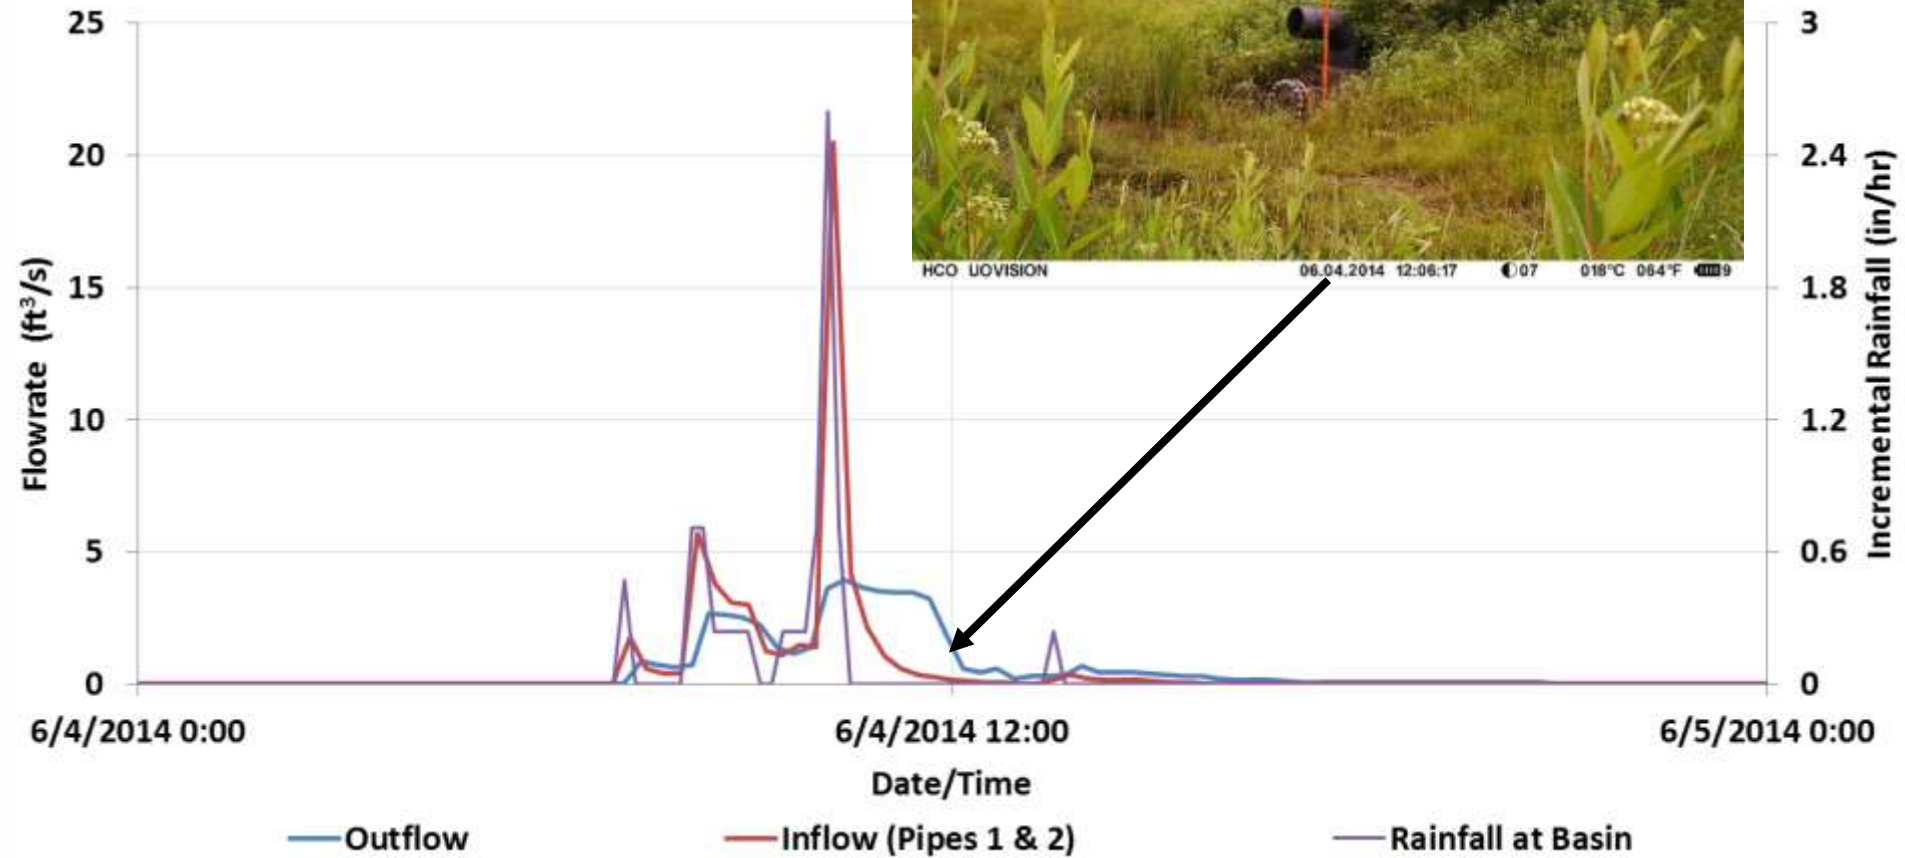 25
20
15
10
5
0
Flowrate (ft³/s)
3
2.4
1.8
1.2
0.6
0
Incremental Rainfall (in/hr)
HCO UOVISION 06.04.2014 12:06:17 07 018°C 064°F 9
6/4/2014 0:00 6/4/2014 12:00 6/5/2014 0:00
Date/Time
Outflow Inflow (Pipes 1 & 2) Rainfall at Basin